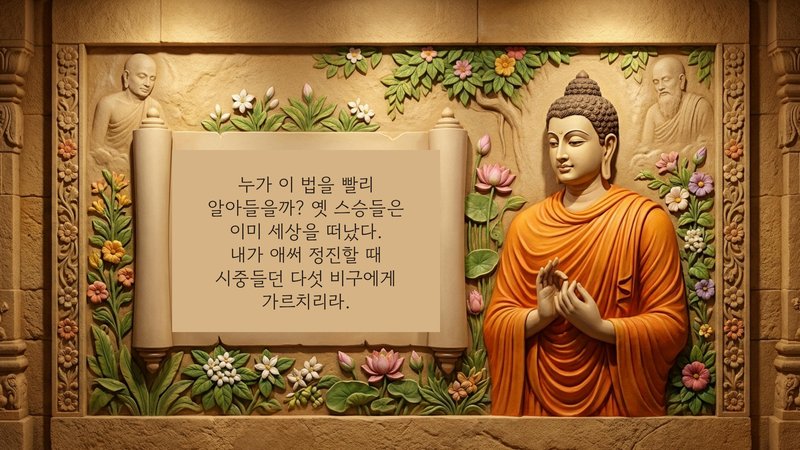 누가 이 법을 빨리
알아들을까? 옛 스승들은
이미 세상을 떠났다.
내가 애써 정진할 때
시중들던 다섯 비구에게
가르치리라.